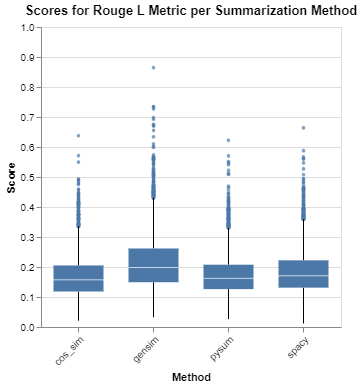 Scores for Rouge L Metric per Summarization Method
1.0
0.9
0.8
0.7
0.6
0.5
0.4
0.3
0.2
0.1
0.0
Score
cos_sim
gensim
pysum
spacy
Method